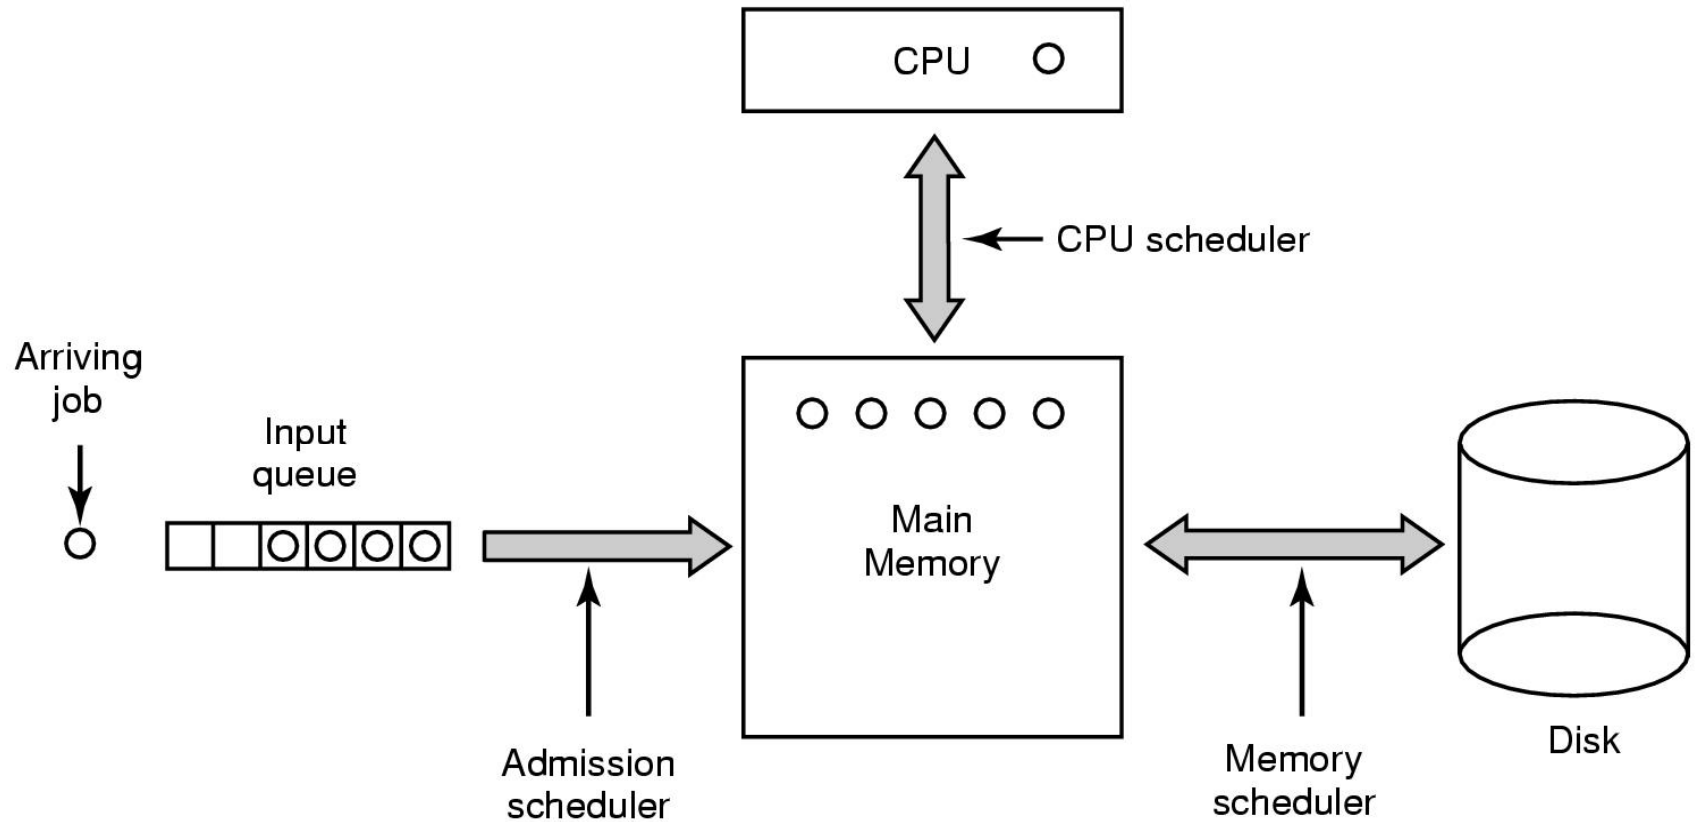 CPU
CPU scheduler
Arriving
job
Input
queue
Main
Memory
Admission
scheduler
Memory
scheduler
Disk